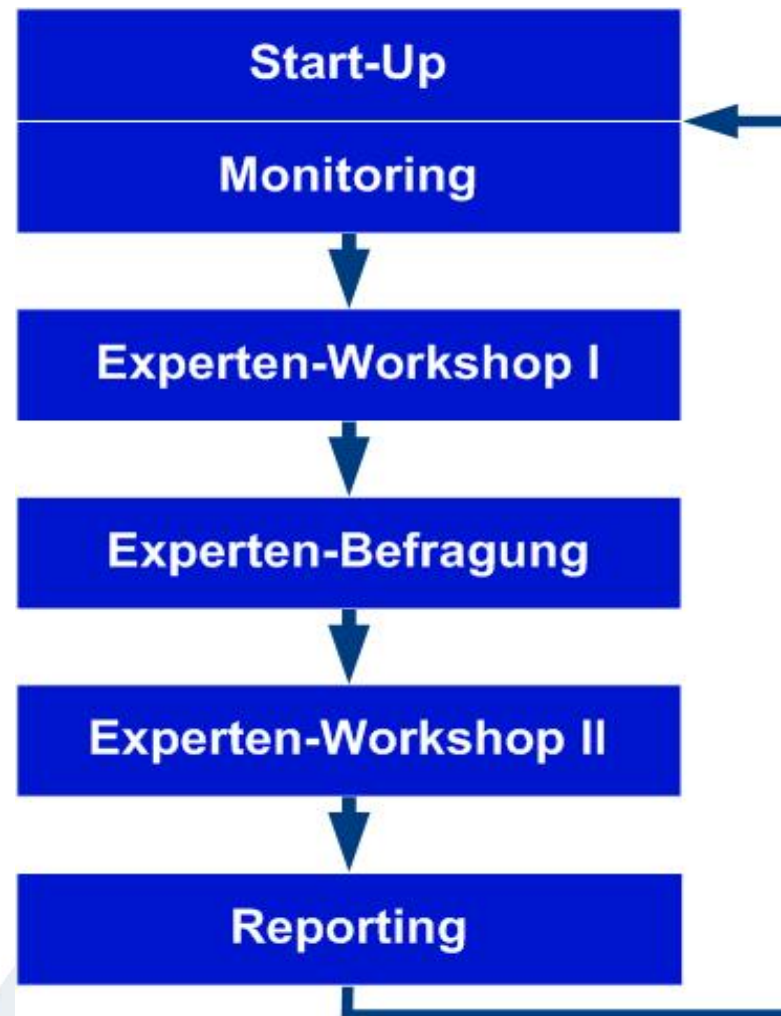 Start-Up
Monitoring
Experten-Workshop I
Experten-Befragung
Experten-Workshop II
Reporting